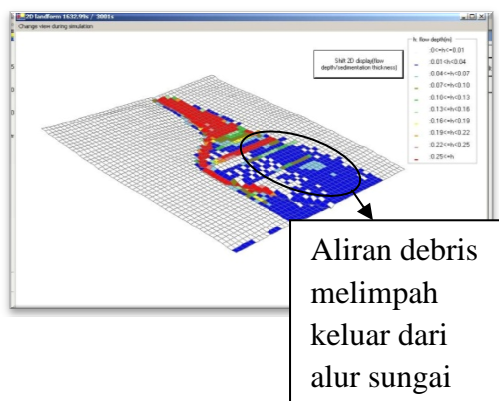 2D landform 1632.99s / 3001s
Change view during simulation
Shift 2D display(flow
depth/sedimentation thickness)
h: flow depth(m)
:0<=h<=0.01
:0.01<h<0.04
:0.04<=h<0.07
:0.07<=h<0.10
:0.10<=h<0.13
:0.13<=h<0.16
:0.16<=h<0.19
:0.19<=h<0.22
:0.22<=h<0.25
:0.25<=h
Aliran debris
melimpah
keluar dari
alur sungai